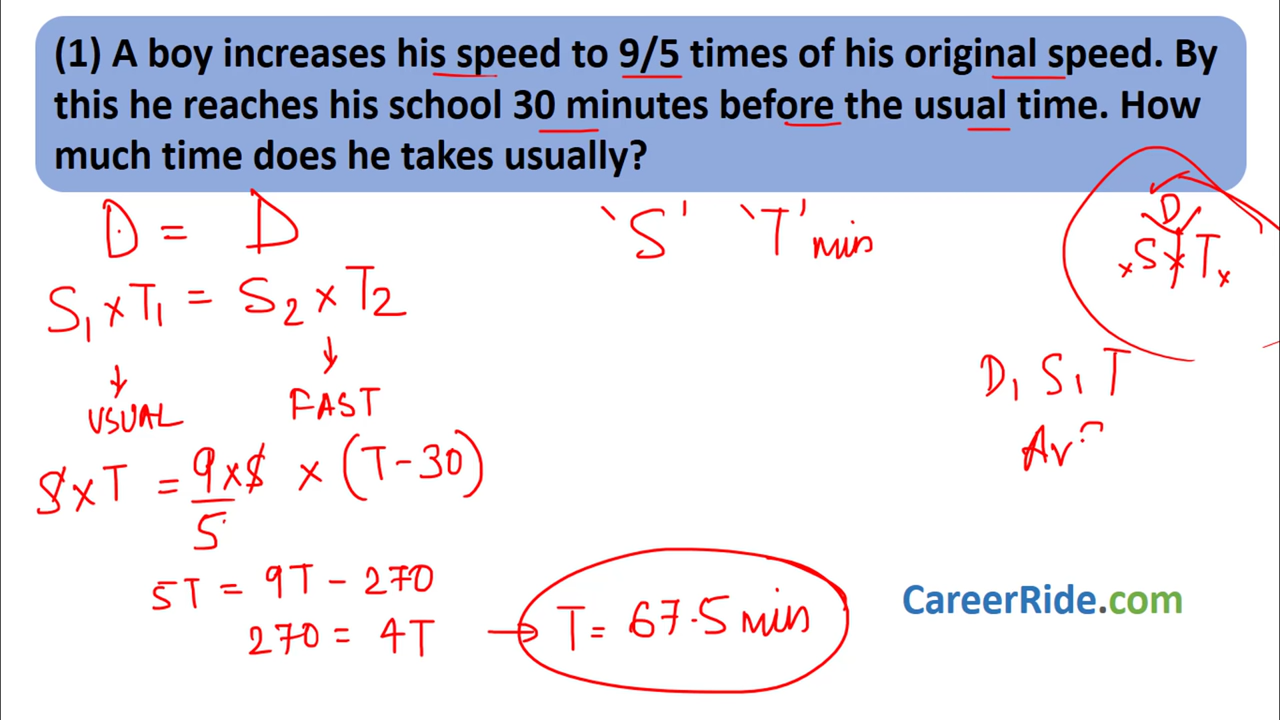 (1) A boy increases his speed to 9/5 times of his original speed. By
this he reaches his school 30 minutes before the usual time. How
much time does he takes usually?
D = D
'S' 'T' min
D
S × T
S₁ × T₁ = S₂ × T₂
D, S, T
USUAL
FAST
Av
S × T = 9 × S × (T - 30)
5
5T = 9T - 270
270 = 4T
→ T = 67.5 min
CareerRide.com